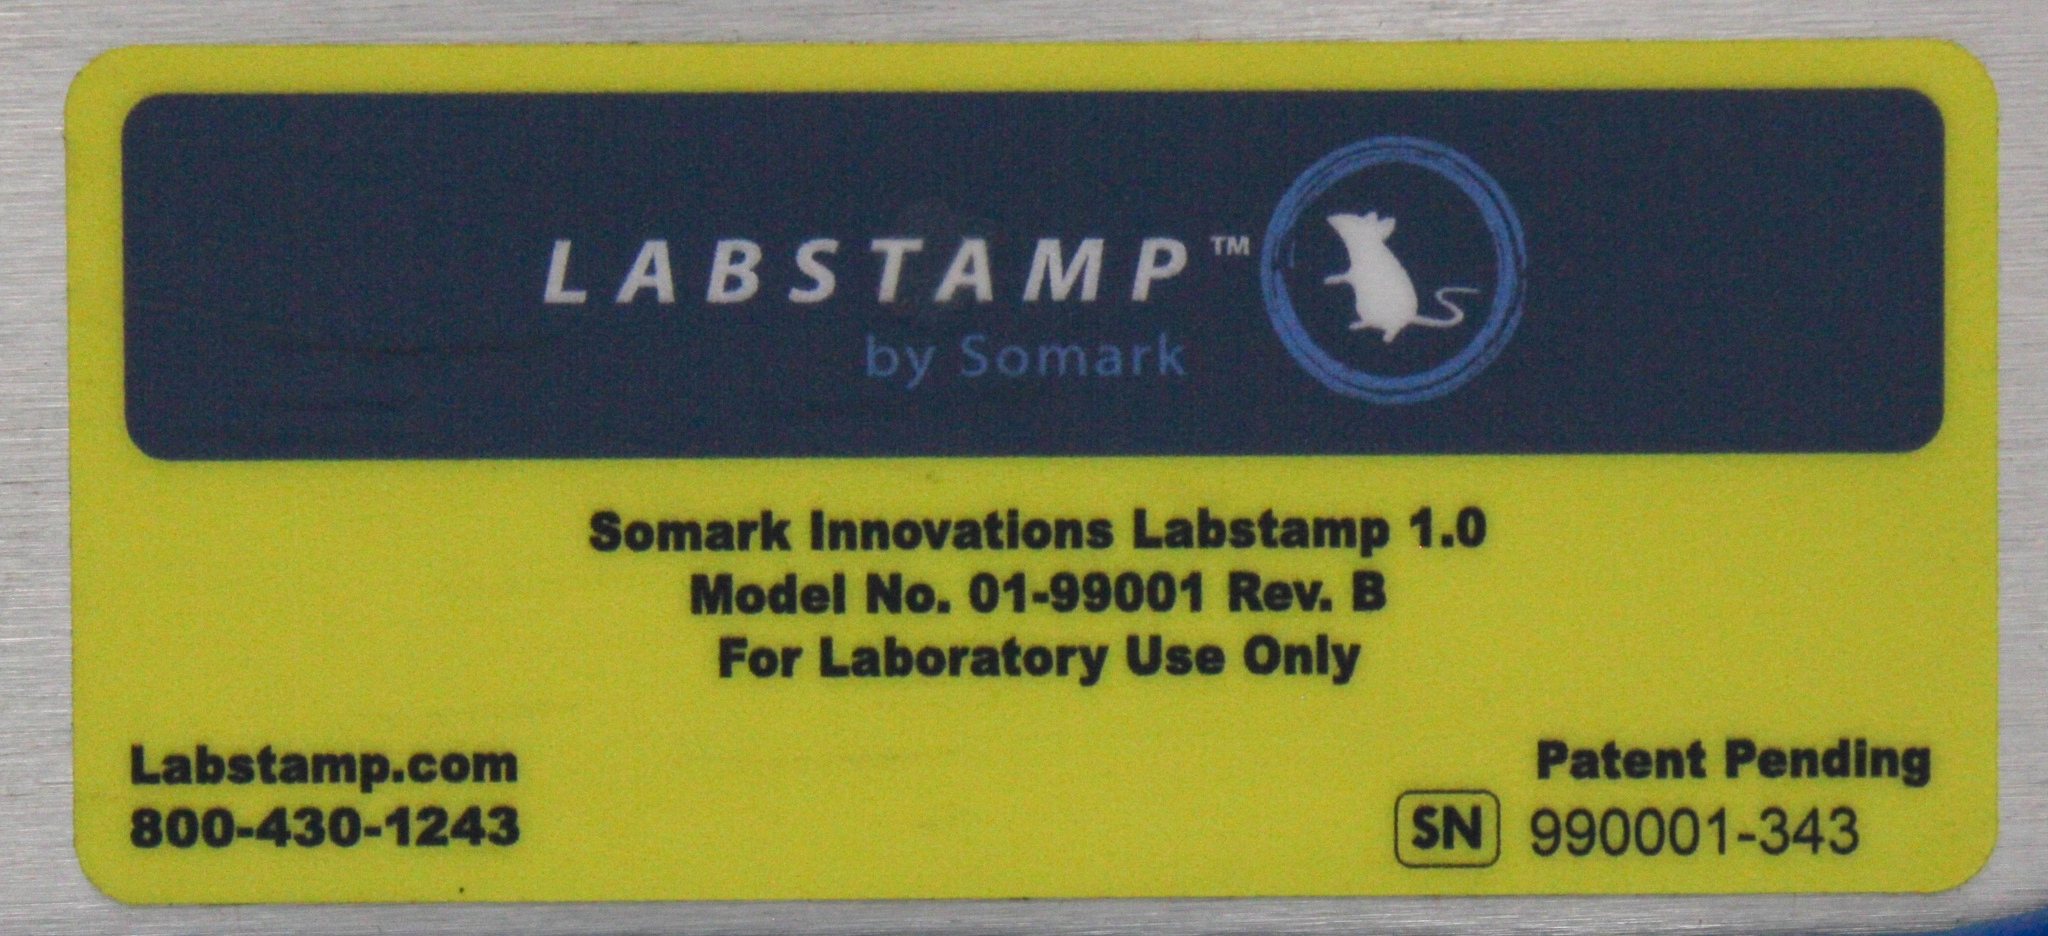 LABSTAMP™
by Somark
Somark Innovations Labstamp 1.0
Model No. 01-99001 Rev. B
For Laboratory Use Only
Labstamp.com
800-430-1243
Patent Pending
SN 990001-343